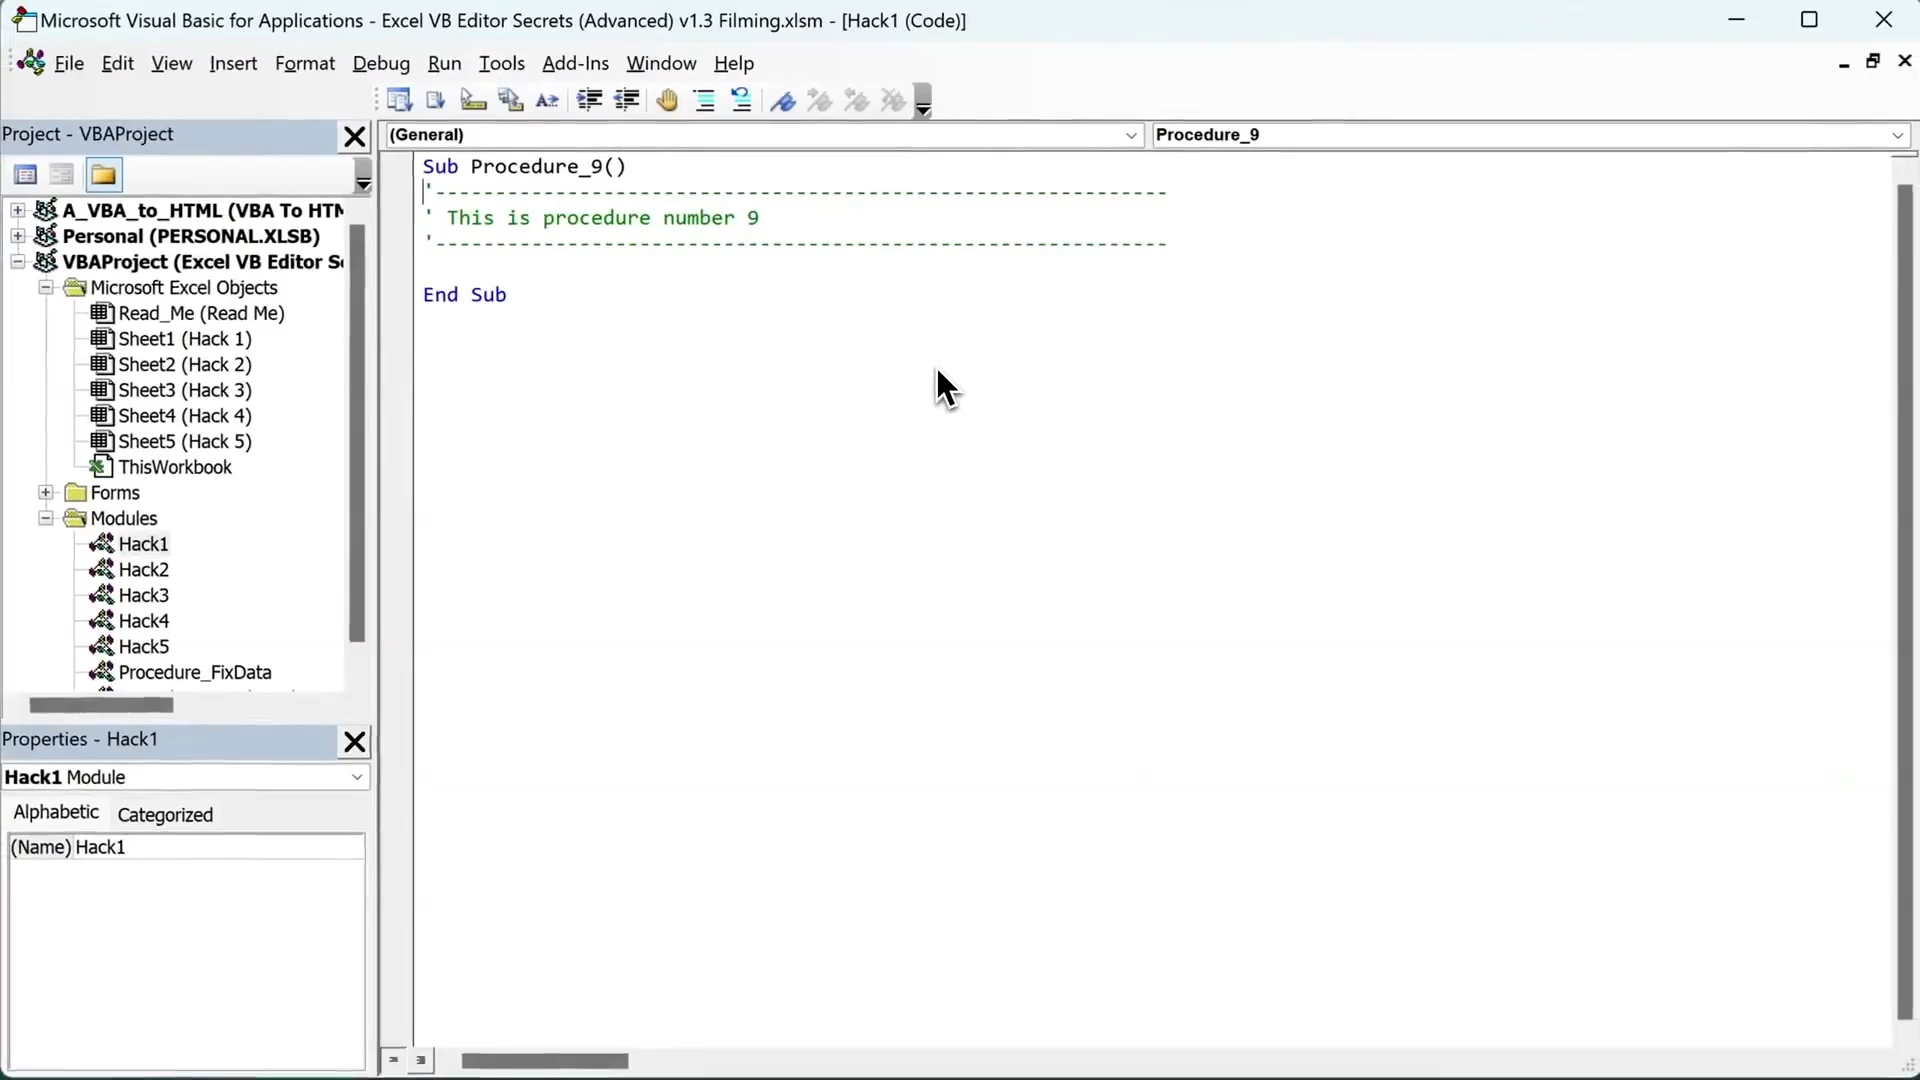 Microsoft Visual Basic for Applications - Excel VB Editor Secrets (Advanced) v1.3 Filming.xlsm - [Hack1 (Code)]
File Edit View Insert Format Debug Run Tools Add-Ins Window Help
Project - VBAProject
(General)
Procedure_9
A_VBA_to_HTML (VBA To HTM
Personal (PERSONAL.XLSB)
VBAProject (Excel VB Editor Se
Microsoft Excel Objects
Read_Me (Read Me)
Sheet1 (Hack 1)
Sheet2 (Hack 2)
Sheet3 (Hack 3)
Sheet4 (Hack 4)
Sheet5 (Hack 5)
ThisWorkbook
Forms
Modules
Hack1
Hack2
Hack3
Hack4
Hack5
Procedure_FixData
Properties - Hack1
Hack1 Module
Alphabetic Categorized
(Name) Hack1
Sub Procedure_9()
'-------------------------------------------------------------
' This is procedure number 9
'-------------------------------------------------------------
End Sub